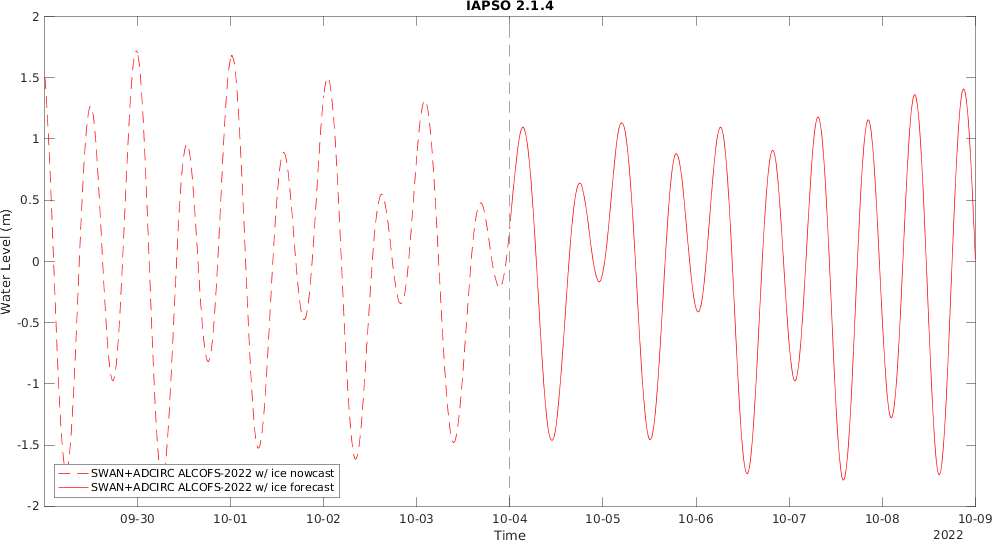 IAPSO 2.1.4
2
1.5
1
0.5
0
-0.5
-1
-1.5
-2
Water Level (m)
SWAN+ADCIRC ALCOFS-2022 w/ ice nowcast
SWAN+ADCIRC ALCOFS-2022 w/ ice forecast
09-30 10-01 10-02 10-03 10-04 10-05 10-06 10-07 10-08 10-09
Time
2022